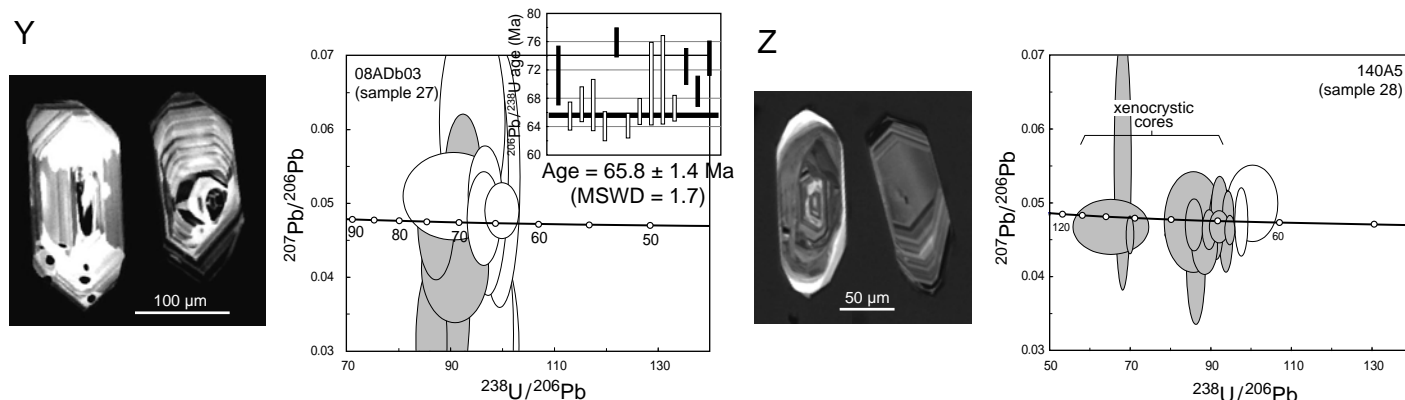 Y
100 µm
08ADb03
(sample 27)
207Pb/206Pb
0.07
0.06
0.05
0.04
0.03
90
80
70
60
50
70
90
110
130
238U/206Pb
206Pb/238U age (Ma)
80
76
72
68
64
60
Age = 65.8 ± 1.4 Ma
(MSWD = 1.7)
Z
50 µm
140A5
(sample 28)
xenocrystic
cores
207Pb/206Pb
0.07
0.06
0.05
0.04
0.03
120
60
50
70
90
110
130
238U/206Pb